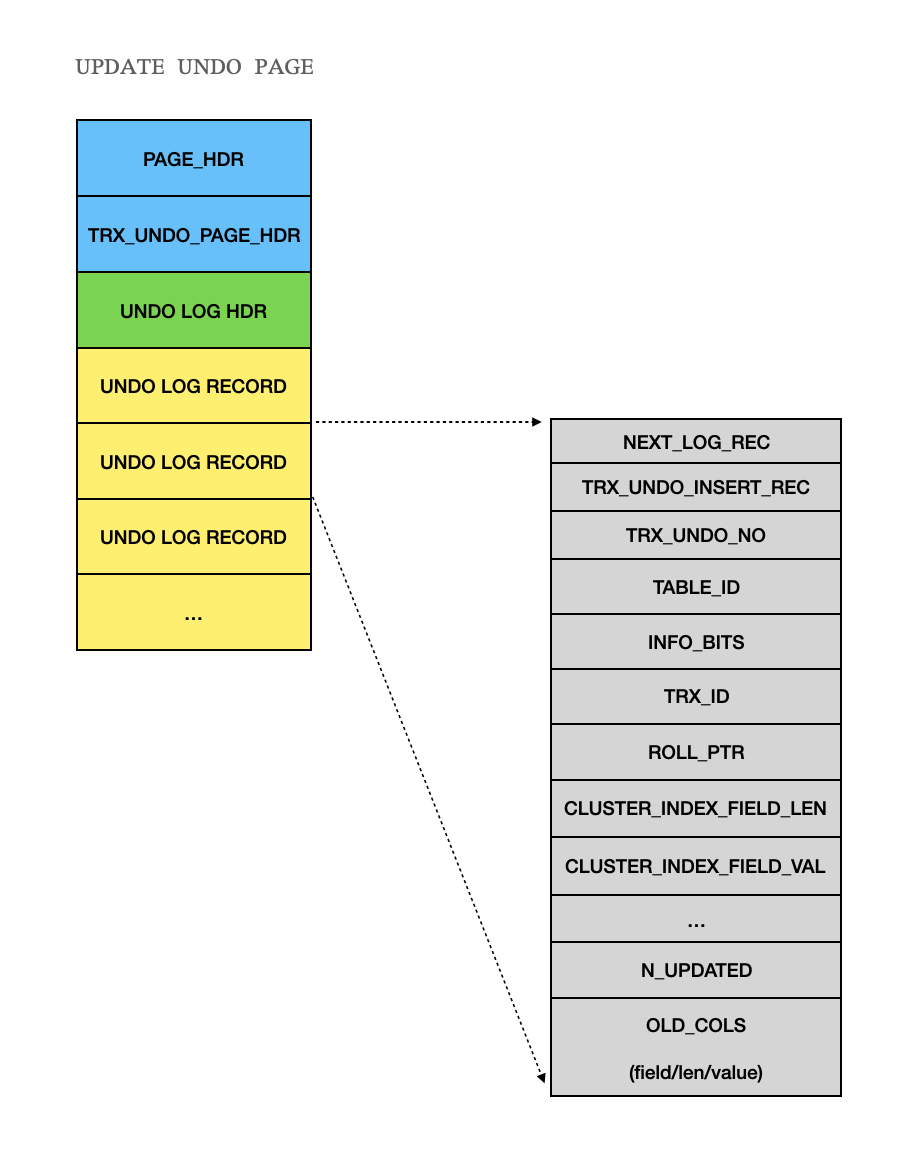 UPDATE UNDO PAGE
PAGE_HDR
TRX_UNDO_PAGE_HDR
UNDO LOG HDR
UNDO LOG RECORD
UNDO LOG RECORD
UNDO LOG RECORD
...
NEXT_LOG_REC
TRX_UNDO_INSERT_REC
TRX_UNDO_NO
TABLE_ID
INFO_BITS
TRX_ID
ROLL_PTR
CLUSTER_INDEX_FIELD_LEN
CLUSTER_INDEX_FIELD_VAL
...
N_UPDATED
OLD_COLS
(field/len/value)